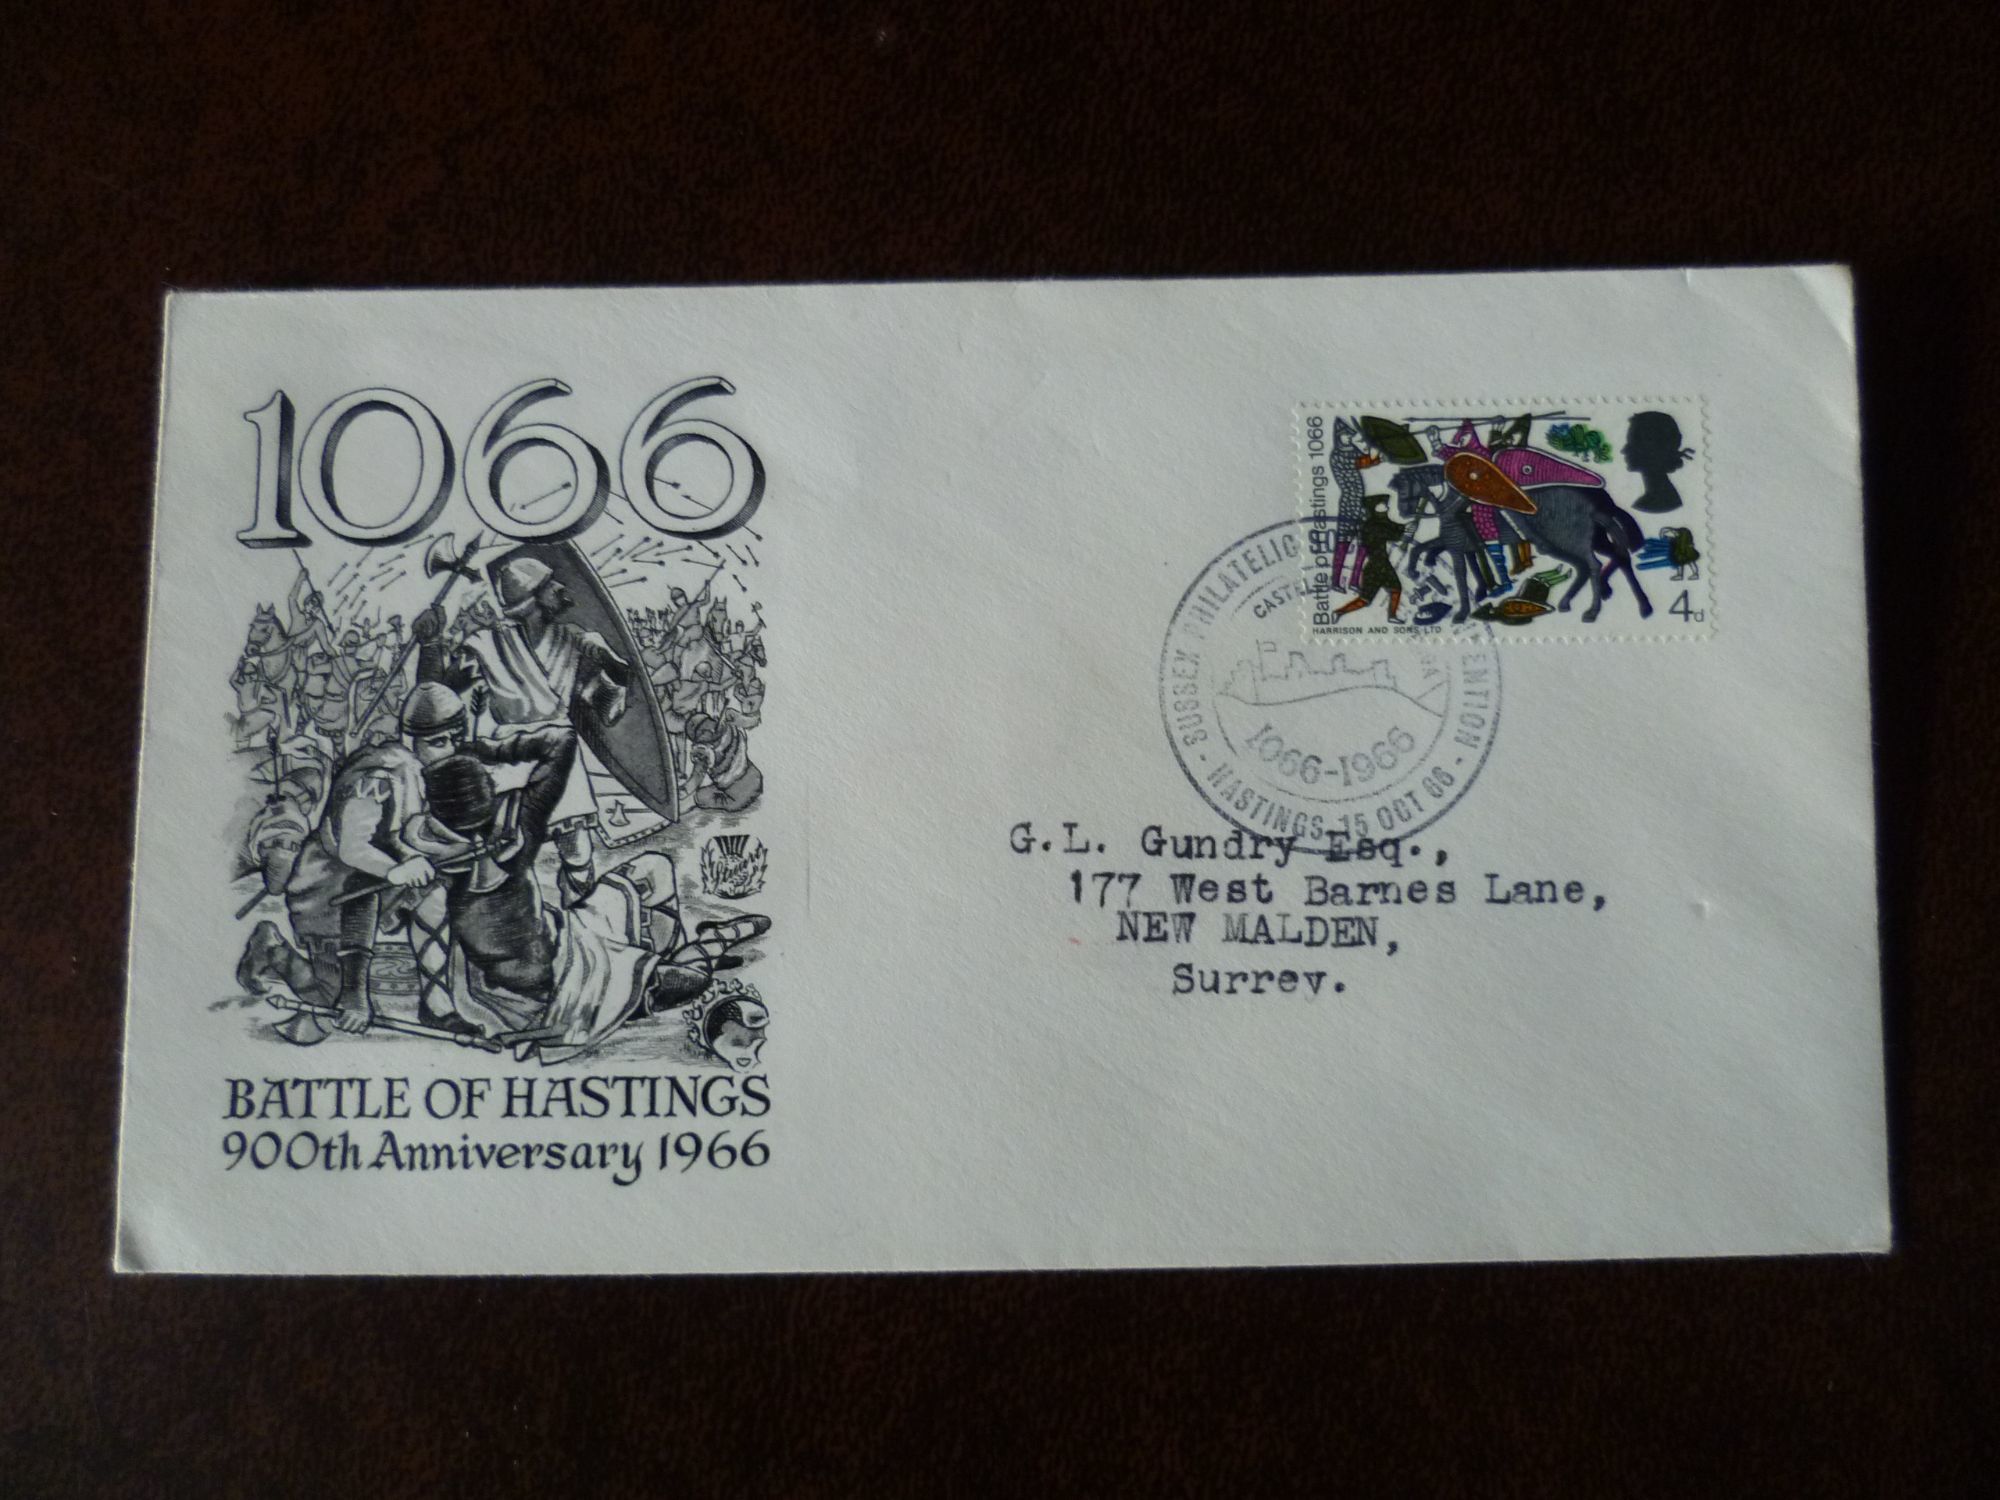 1066
BATTLE OF HASTINGS
900th Anniversary 1966
Battle of Hastings 1066
HARRISON AND SONS LTD
4d
SUSSEX PHILATELIC
ENTION
HASTINGS 15 OCT 66
1066-1966
G.L. Gundry Esq.,
177 West Barnes Lane,
NEW MALDEN,
Surrey.